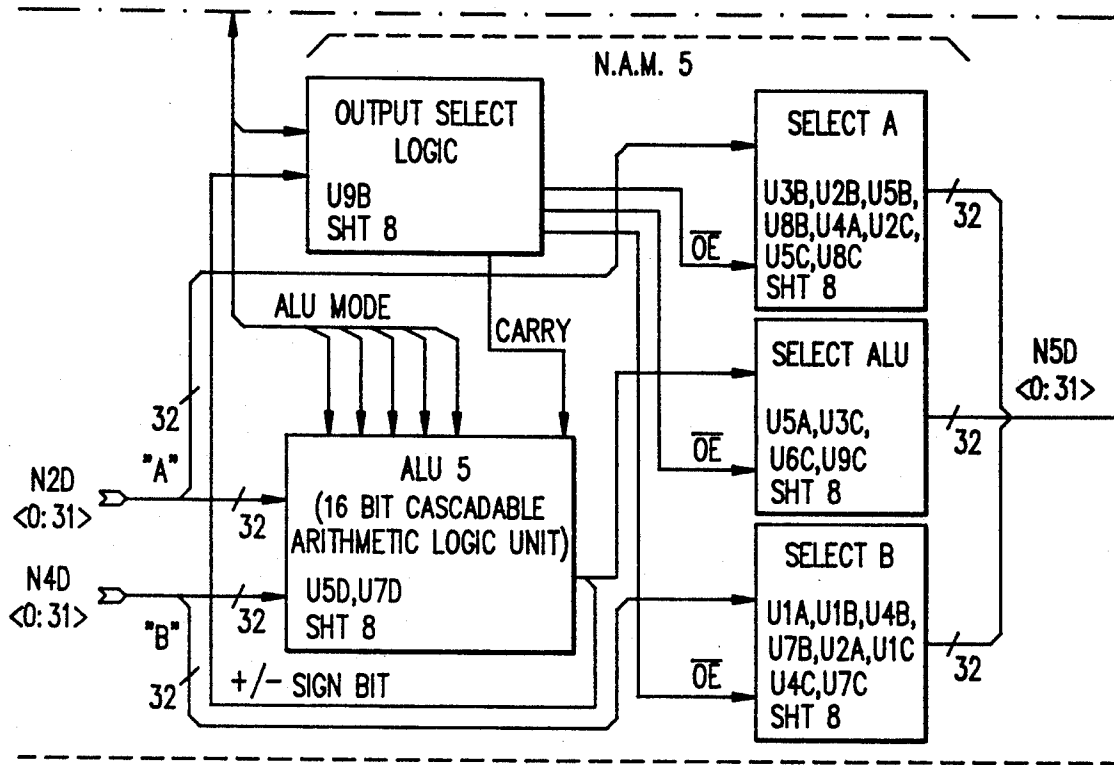 N.A.M. 5
OUTPUT SELECT
LOGIC
U9B
SHT 8
SELECT A
U3B,U2B,U5B,
U8B,U4A,U2C,
U5C,U8C
SHT 8
32
OE
ALU MODE
CARRY
SELECT ALU
U5A,U3C,
U6C,U9C
SHT 8
32
OE
N5D
<0:31>
32
"A"
N2D
<0:31>
32
ALU 5
(16 BIT CASCADABLE
ARITHMETIC LOGIC UNIT)
U5D,U7D
SHT 8
N4D
<0:31>
32
"B"
32
+/- SIGN BIT
SELECT B
U1A,U1B,U4B,
U7B,U2A,U1C
U4C,U7C
SHT 8
32
OE